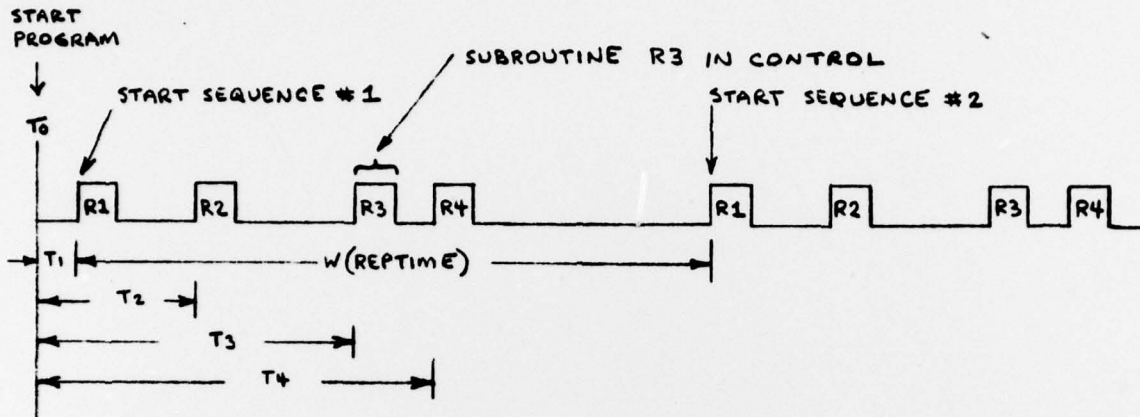 START
PROGRAM
SUBROUTINE R3 IN CONTROL
START SEQUENCE #1
START SEQUENCE #2
T0
R1
R2
R3
R4
R1
R2
R3
R4
T1
W(REPTIME)
T2
T3
T4